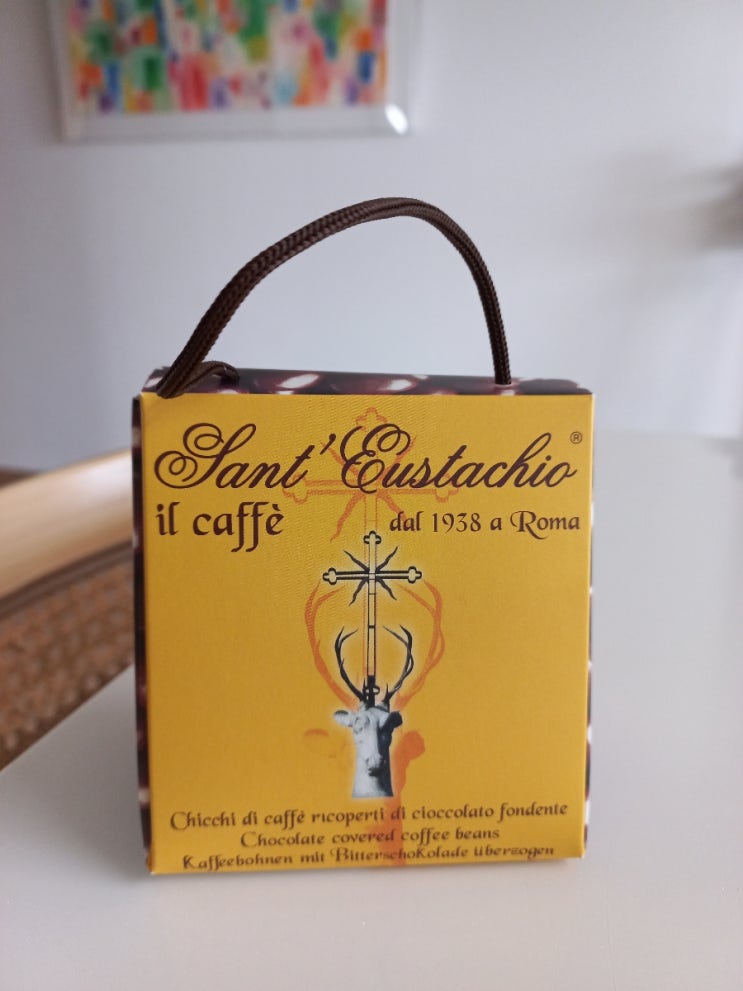 Sant'Eustachio®
il caffè dal 1938 a Roma
Chicchi di caffè ricoperti di cioccolato fondente
Chocolate covered coffee beans
Kaffeebohnen mit Bitterschokolade überzogen